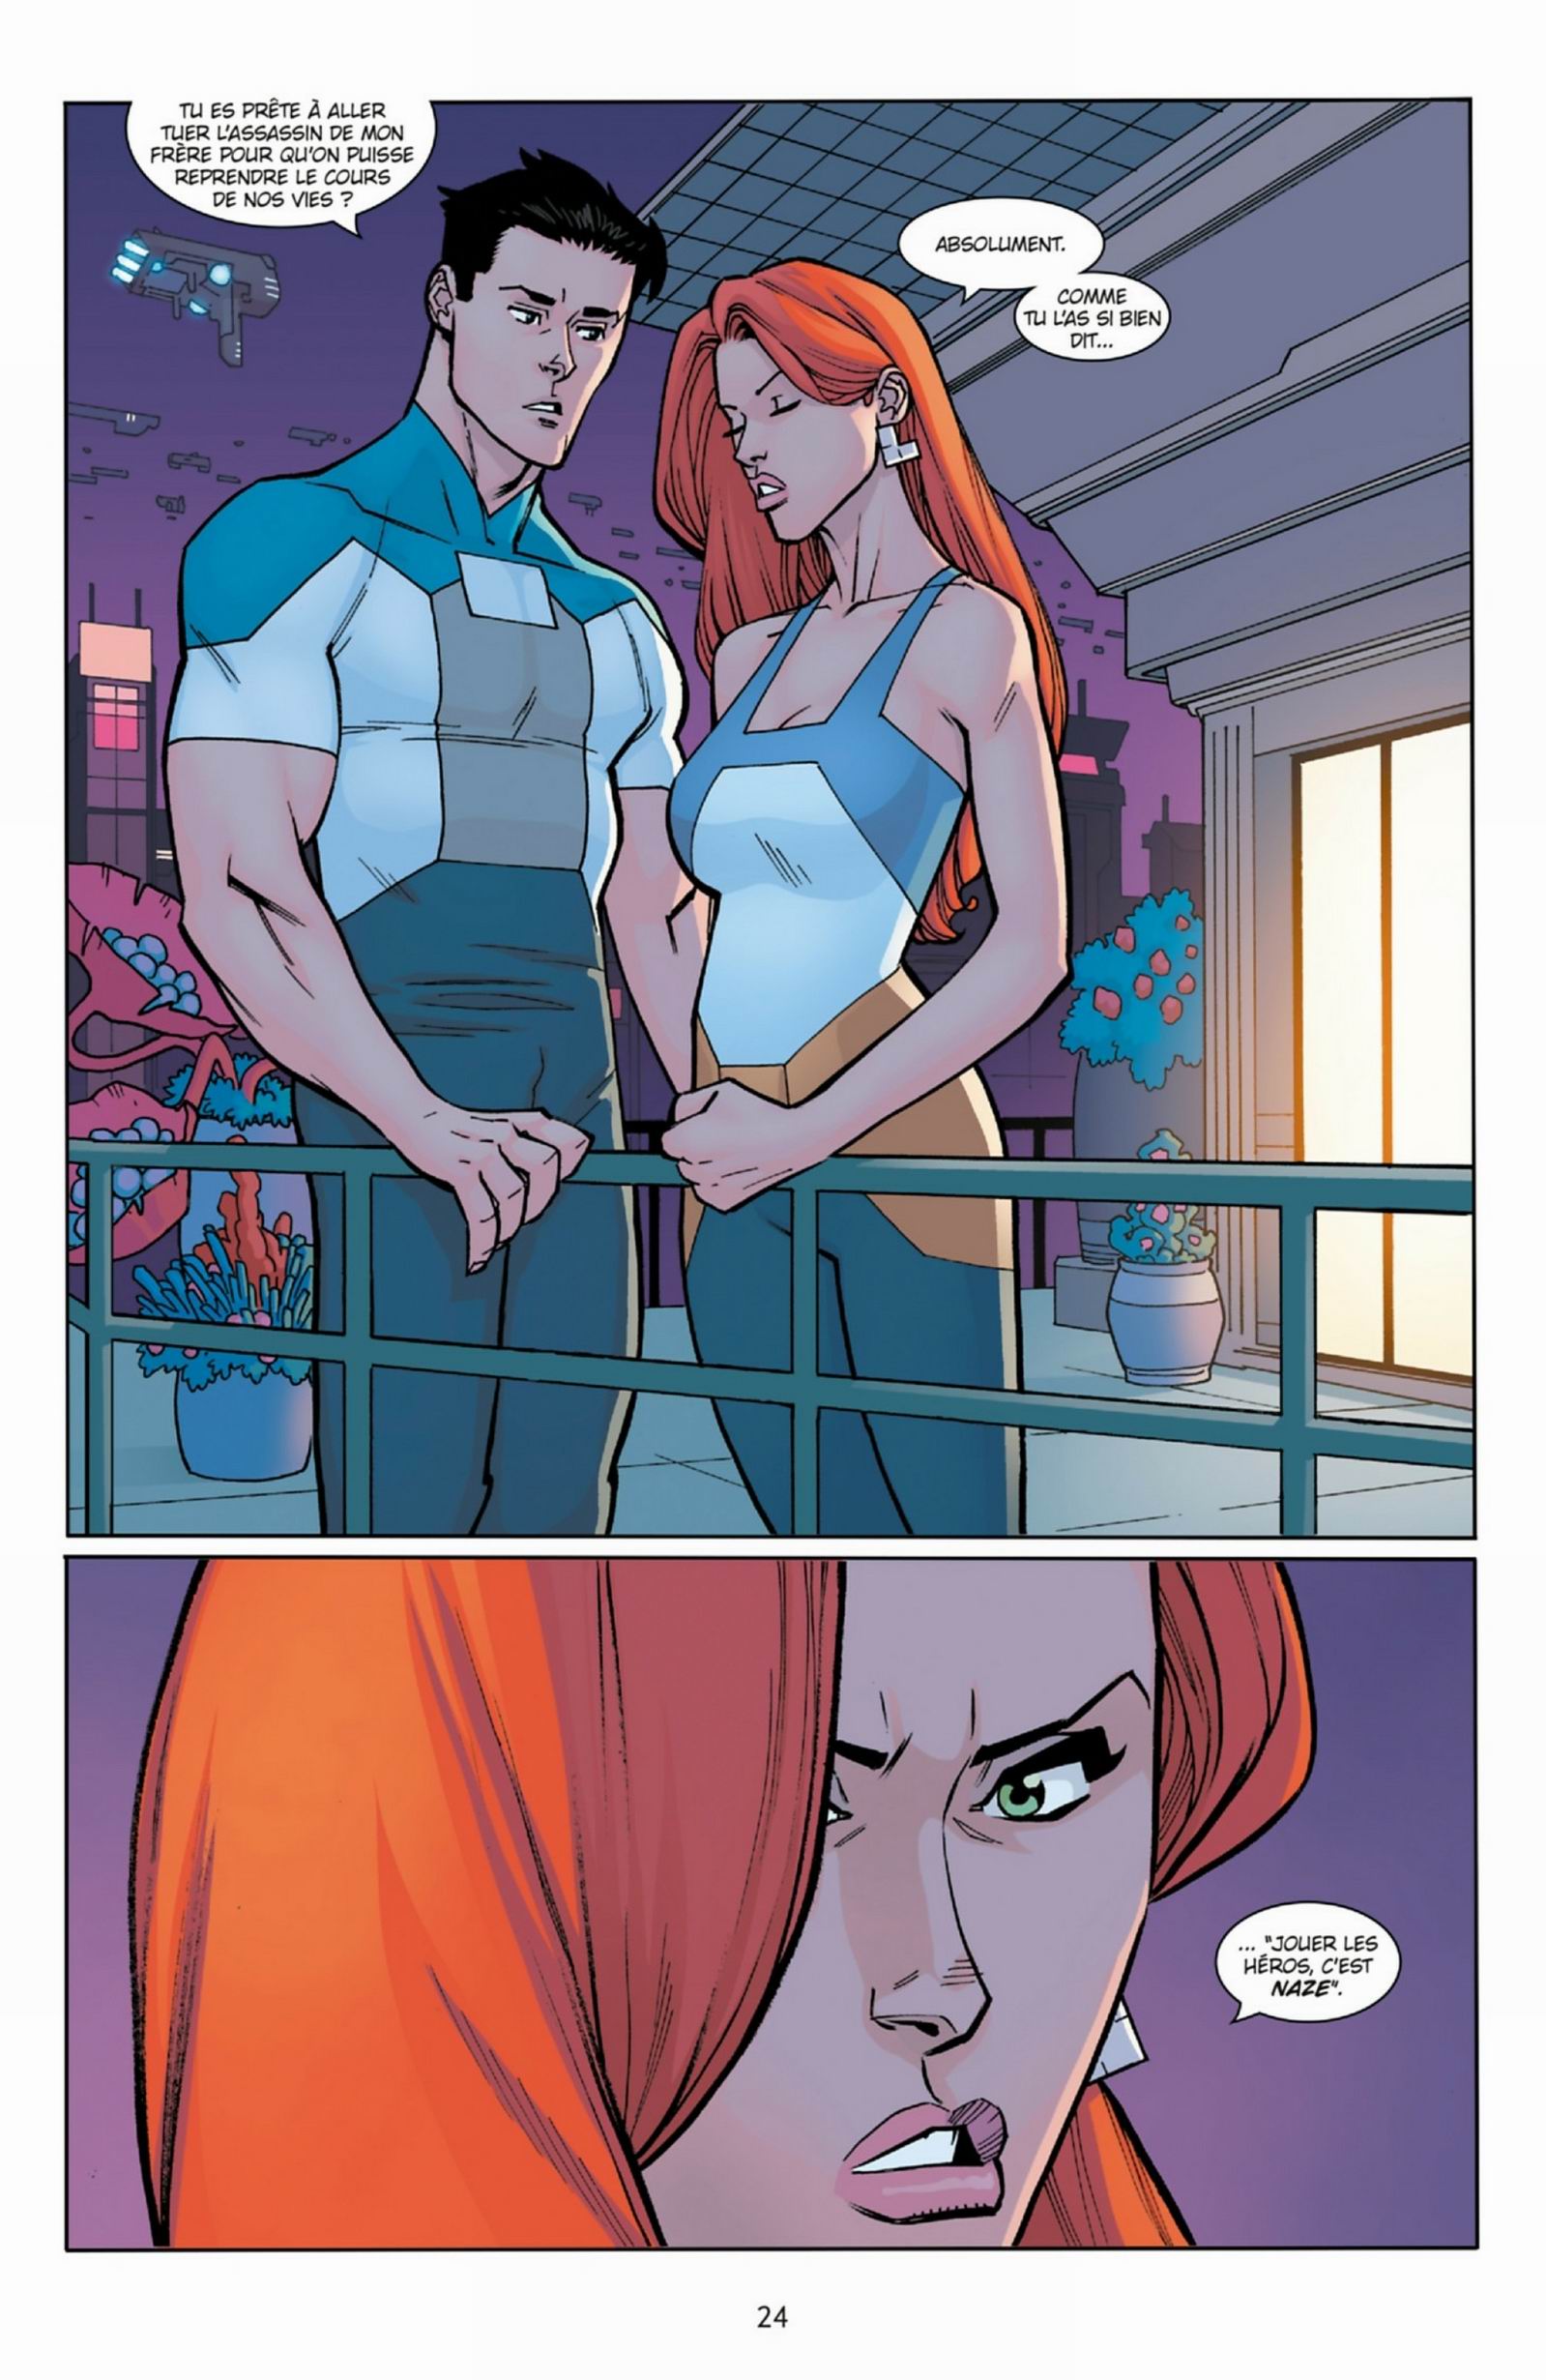 TU ES PRÊTE À ALLER
TUER L'ASSASSIN DE MON
FRÈRE POUR QU'ON PUISSE
REPRENDRE LE COURS
DE NOS VIES ?
ABSOLUMENT.
COMME
TU L'AS SI BIEN
DIT...
... "JOUER LES
HÉROS, C'EST
NAZE".
24